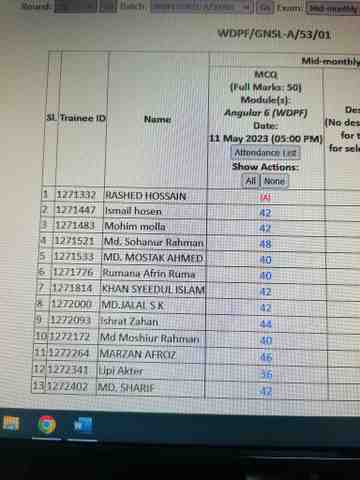 Round: Batch: Go Exam: Mid-monthly
WDPF/GNSL-A/53/01
Mid-monthly
Sl. Trainee ID Name
MCQ
(Full Marks: 50)
Module(s):
Angular 6 (WDPF)
Date:
11 May 2023 (05:00 PM)
Attendance List
Show Actions:
All None
Des
(No des
for t
for sele
1 1271332 RASHED HOSSAIN (A)
2 1271447 Ismail hosen 42
3 1271483 Mohim molla 42
4 1271521 Md. Sohanur Rahman 48
5 1271533 MD. MOSTAK AHMED 40
6 1271776 Rumana Afrin Ruma 40
7 1271814 KHAN SYEEDUL ISLAM 42
8 1272000 MD.JALAL S K 42
9 1272093 Ishrat Zahan 44
10 1272172 Md Moshiur Rahman 40
11 1272264 MARZAN AFROZ 46
12 1272341 Lipi Akter 36
13 1272402 MD. SHARIF 42